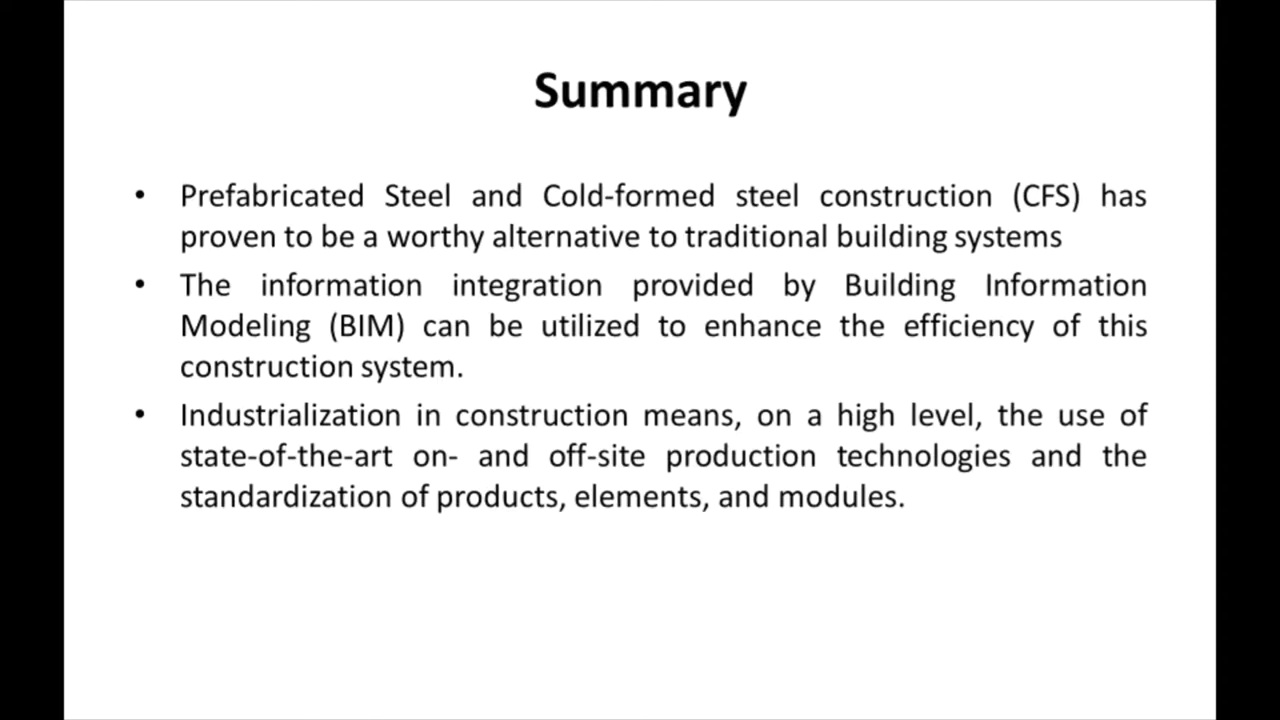 Summary
• Prefabricated Steel and Cold-formed steel construction (CFS) has
proven to be a worthy alternative to traditional building systems
• The information integration provided by Building Information
Modeling (BIM) can be utilized to enhance the efficiency of this
construction system.
• Industrialization in construction means, on a high level, the use of
state-of-the-art on- and off-site production technologies and the
standardization of products, elements, and modules.